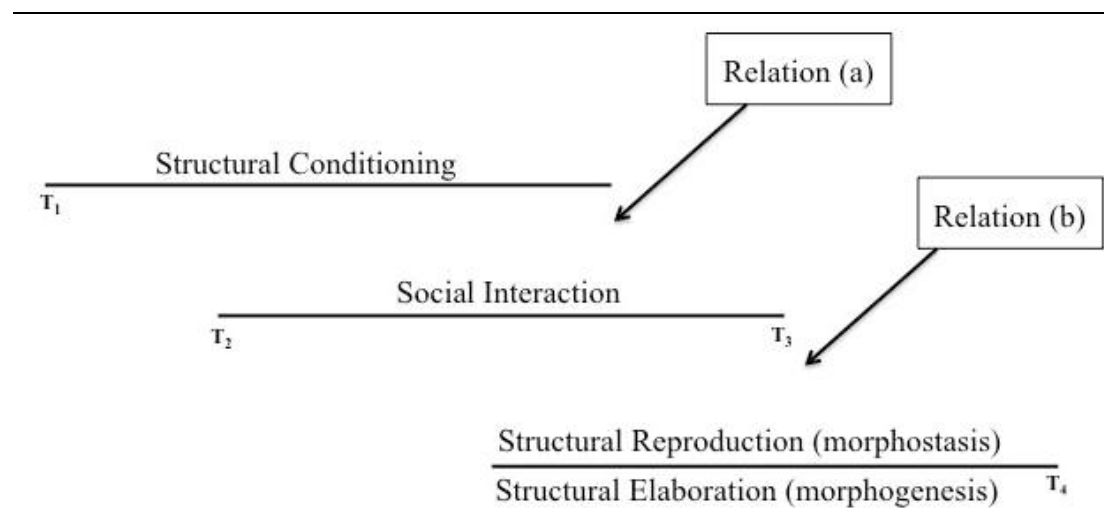 Relation (a)
Structural Conditioning
T₁
Relation (b)
Social Interaction
T₂
T₃
Structural Reproduction (morphostasis)
Structural Elaboration (morphogenesis)
T₄